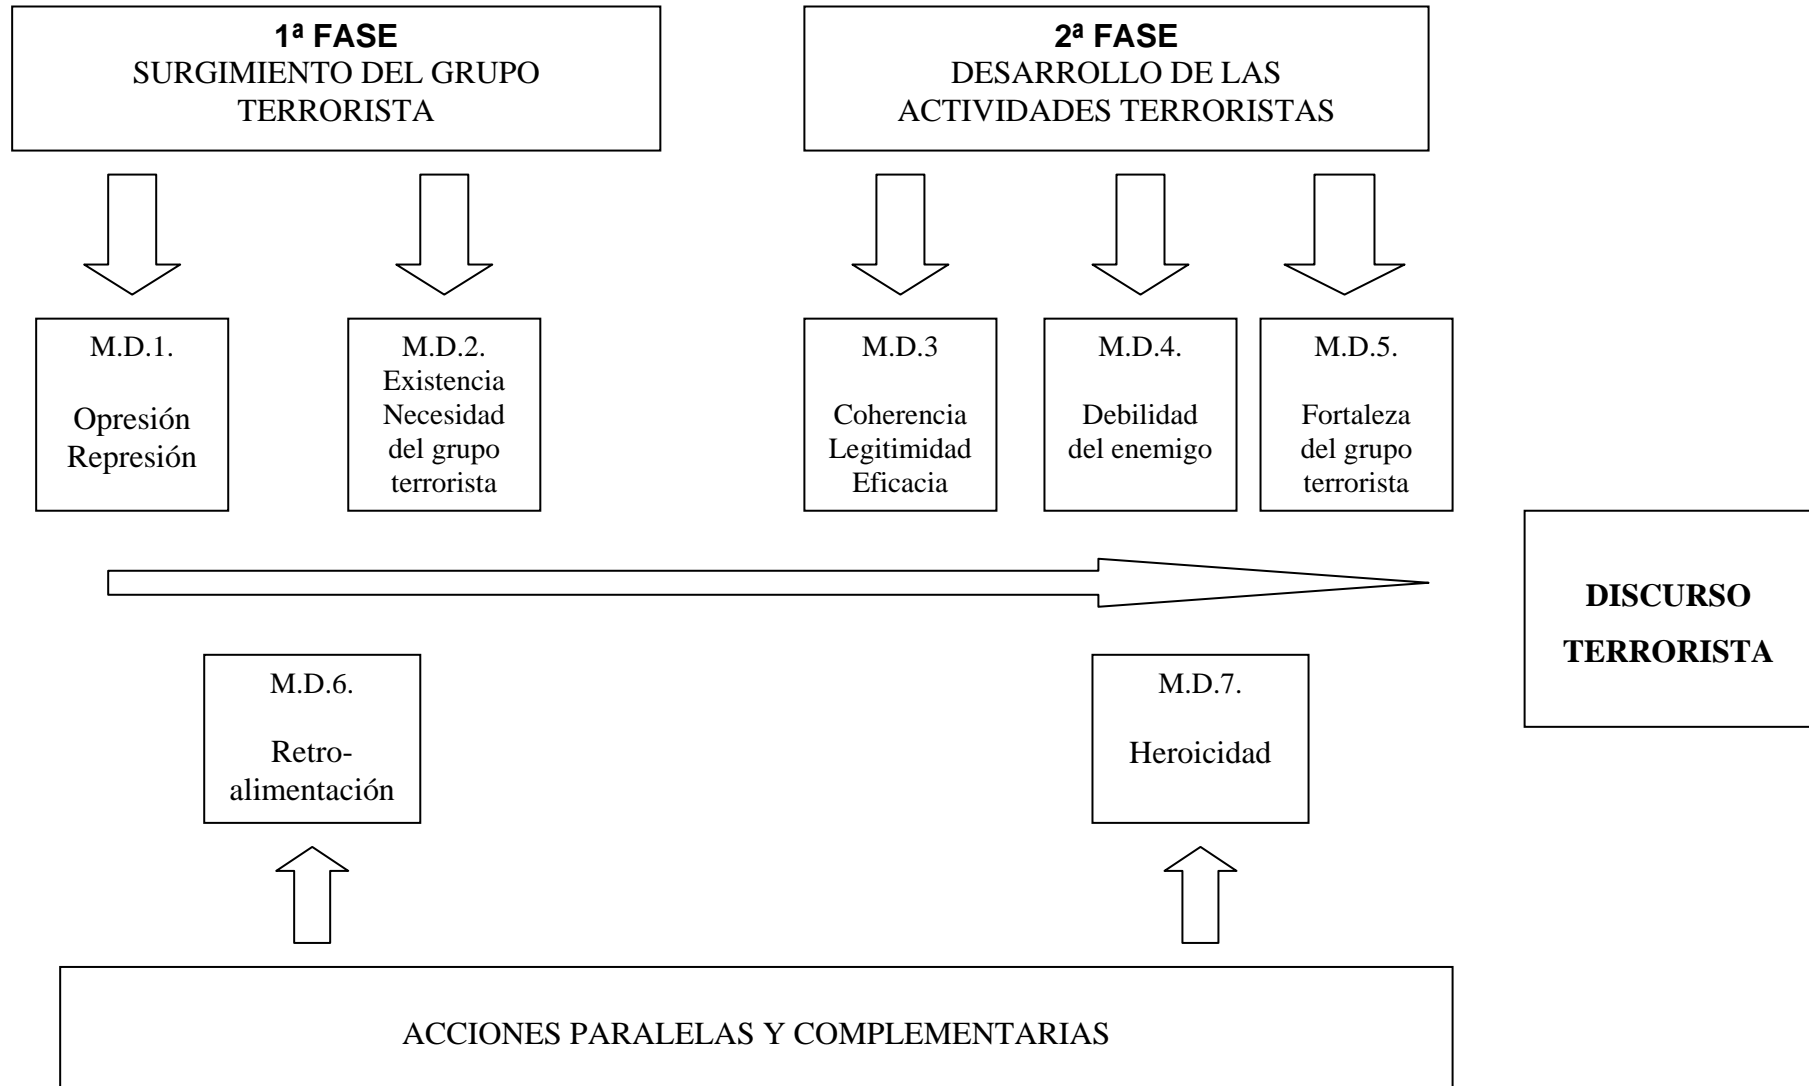 1ª FASE
SURGIMIENTO DEL GRUPO
TERRORISTA
2ª FASE
DESARROLLO DE LAS
ACTIVIDADES TERRORISTAS
M.D.1.
Opresión
Represión
M.D.2.
Existencia
Necesidad
del grupo
terrorista
M.D.3
Coherencia
Legitimidad
Eficacia
M.D.4.
Debilidad
del enemigo
M.D.5.
Fortaleza
del grupo
terrorista
DISCURSO
TERRORISTA
M.D.6.
Retro-
alimentación
M.D.7.
Heroicidad
ACCIONES PARALELAS Y COMPLEMENTARIAS